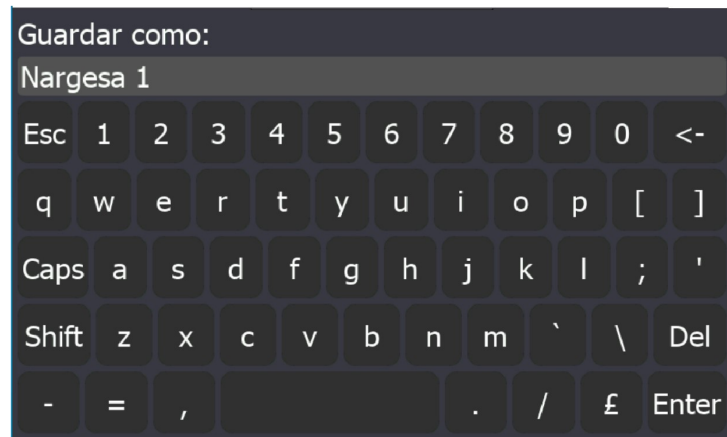 Guardar como:
Nargesa 1
Esc 1 2 3 4 5 6 7 8 9 0 <-
q w e r t y u i o p [ ]
Caps a s d f g h j k l ; '
Shift z x c v b n m ` \ Del
- = , . / £ Enter